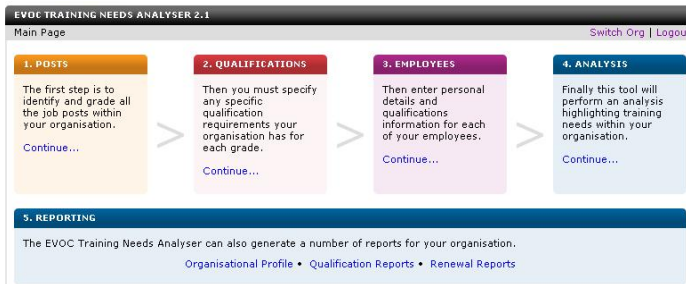 EVOC TRAINING NEEDS ANALYSER 2.1
Main Page
Switch Org | Logou
1. POSTS
The first step is to
identify and grade all
the job posts within
your organisation.
Continue...
>
2. QUALIFICATIONS
Then you must specify
any specific
qualification
requirements your
organisation has for
each grade.
Continue...
>
3. EMPLOYEES
Then enter personal
details and
qualifications
information for each
of your employees.
Continue...
>
4. ANALYSIS
Finally this tool will
perform an analysis
highlighting training
needs within your
organisation.
Continue...
5. REPORTING
The EVOC Training Needs Analyser can also generate a number of reports for your organisation.
Organisational Profile • Qualification Reports • Renewal Reports